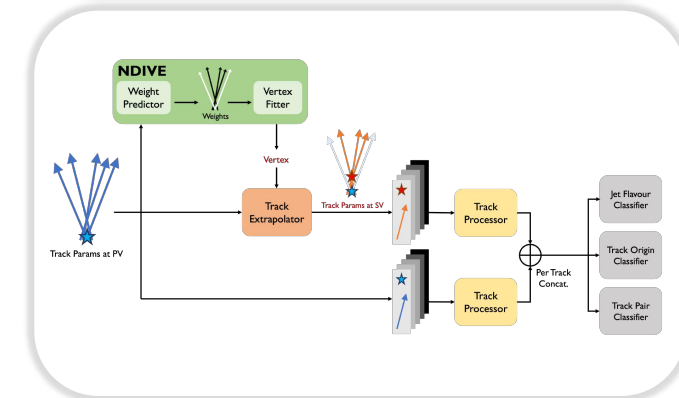 NDIVE
Weight
Predictor
Weights
Vertex
Fitter
Vertex
Track Params at PV
Track
Extrapolator
Track Params at SV
Track
Processor
Track
Processor
Per Track
Concat.
Jet Flavour
Classifier
Track Origin
Classifier
Track Pair
Classifier